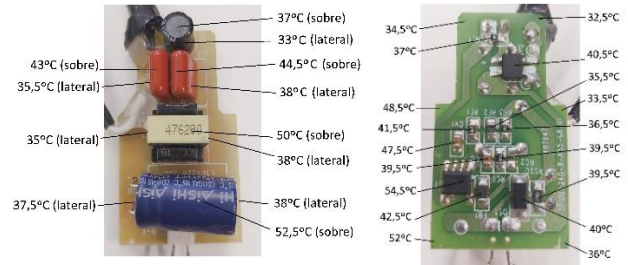 37ºC (sobre)
33ºC (lateral)
43ºC (sobre)
44,5ºC (sobre)
35,5ºC (lateral)
38ºC (lateral)
476200
35ºC (lateral)
50ºC (sobre)
38ºC (lateral)
AISHI
37,5ºC (lateral)
38ºC (lateral)
52,5ºC (sobre)
34,5ºC
32,5ºC
37ºC
40,5ºC
35,5ºC
48,5ºC
33,5ºC
41,5ºC
36,5ºC
47,5ºC
39,5ºC
39,5ºC
54,5ºC
39,5ºC
42,5ºC
40ºC
52ºC
36ºC